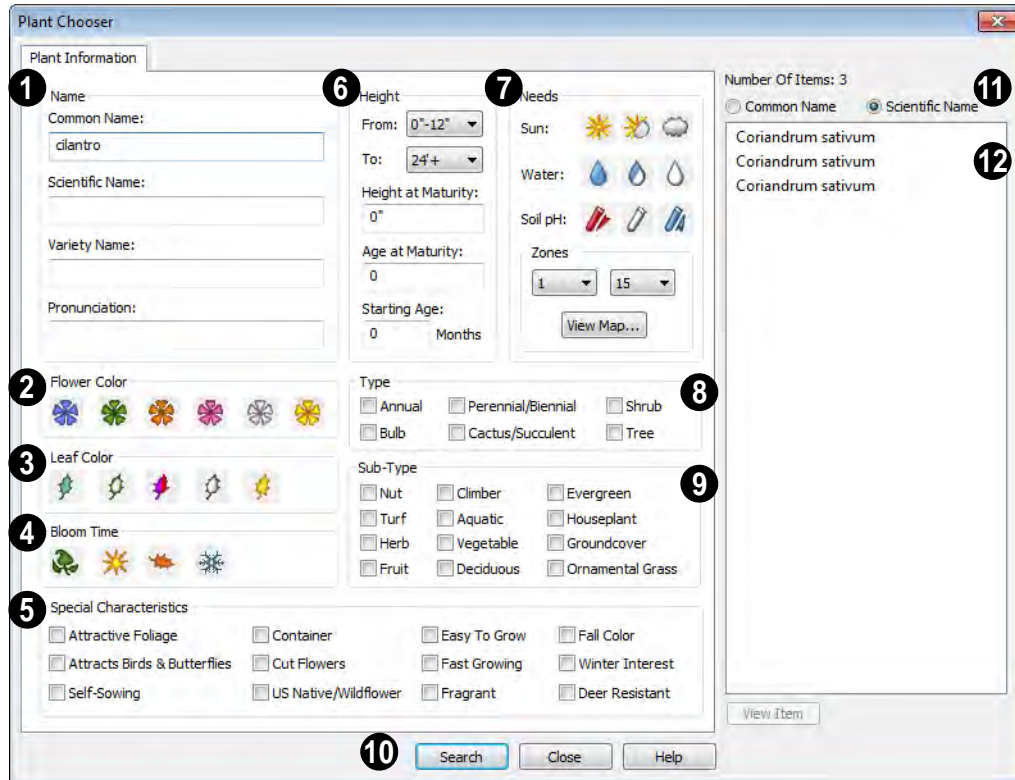 Plant Chooser
Plant Information
1
Name
Common Name:
cilantro
Scientific Name:
Variety Name:
Pronunciation:
6
Height
From: 0"-12"
To: 24'+
Height at Maturity:
0"
Age at Maturity:
0
Starting Age:
0 Months
7
Needs
Sun:
Water:
Soil pH:
Zones
1 15
View Map...
2
Flower Color
3
Leaf Color
4
Bloom Time
Type
8
Annual Perennial/Biennial Shrub
Bulb Cactus/Succulent Tree
Sub-Type
9
Nut Climber Evergreen
Turf Aquatic Houseplant
Herb Vegetable Groundcover
Fruit Deciduous Ornamental Grass
5
Special Characteristics
Attractive Foliage Container Easy To Grow Fall Color
Attracts Birds & Butterflies Cut Flowers Fast Growing Winter Interest
Self-Sowing US Native/Wildflower Fragrant Deer Resistant
10
Search Close Help
Number Of Items: 3
11
Common Name Scientific Name
12
Coriandrum sativum
Coriandrum sativum
Coriandrum sativum
View Item